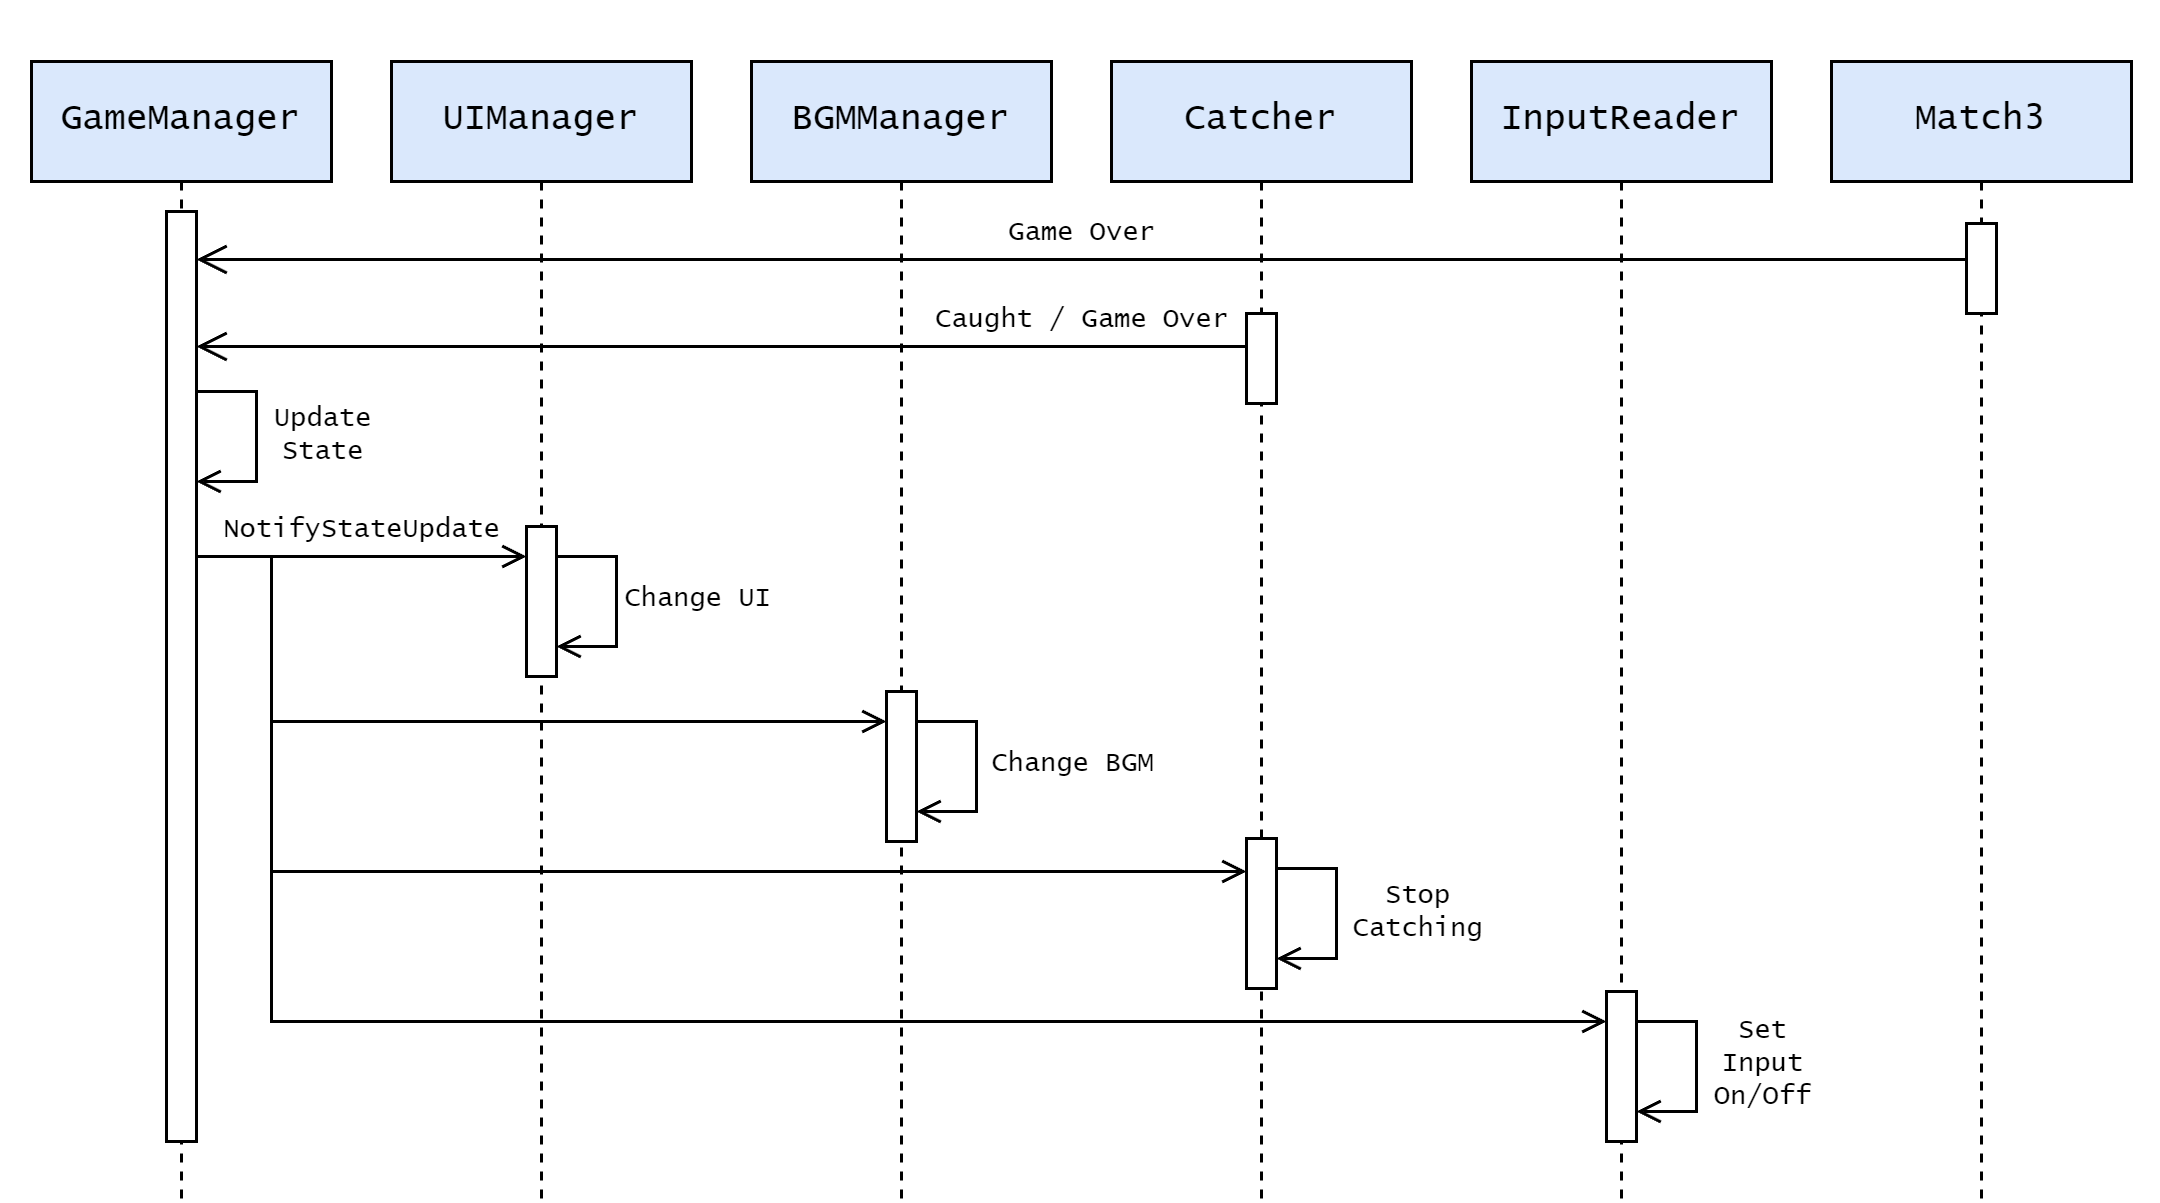 GameManager
UIManager
BGMManager
Catcher
InputReader
Match3
Game Over
Caught / Game Over
Update
State
NotifyStateUpdate
Change UI
Change BGM
Stop
Catching
Set
Input
On/Off